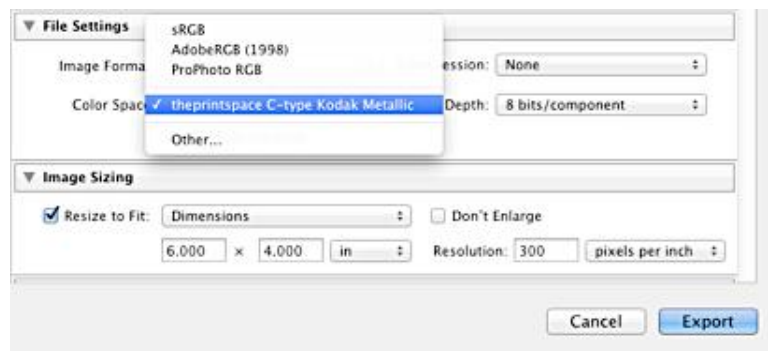 File Settings
sRGB
AdobeRGB (1998)
ProPhoto RGB
Image Forma
ession: None
Color Spac ✓ theprintspace C-type Kodak Metallic
Depth: 8 bits/component
Other...
Image Sizing
Resize to Fit: Dimensions
Don't Enlarge
6.000 × 4.000 in
Resolution: 300 pixels per inch
Cancel Export